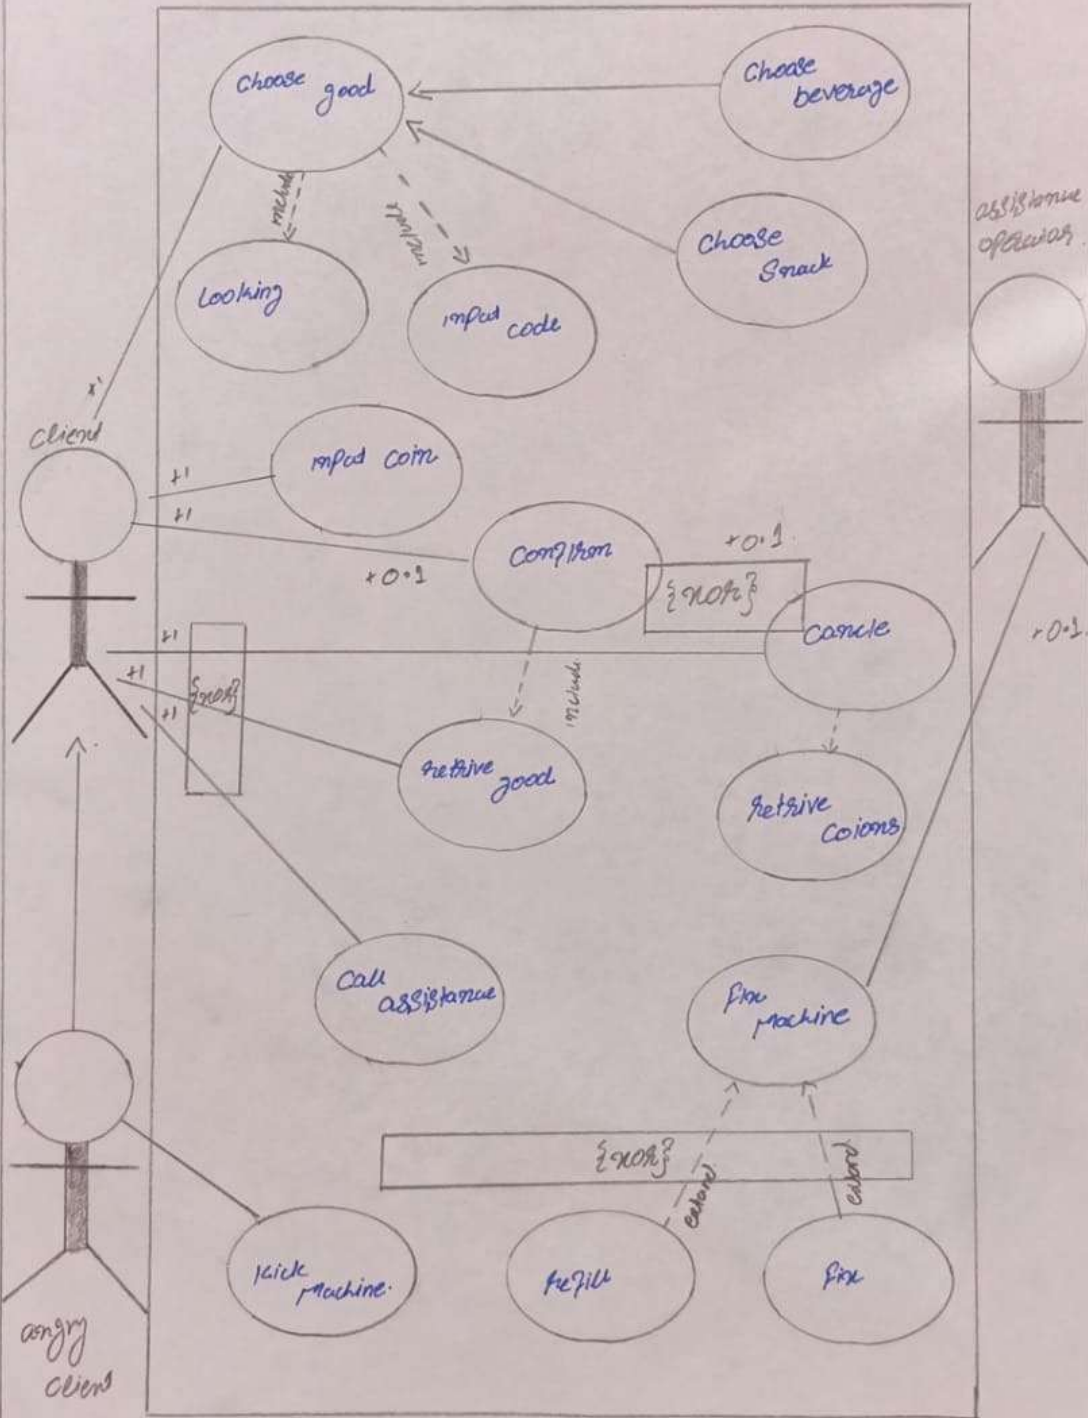 Choose
good
Choose
beverage
include
include
Choose
Snack
assistance
operator
Looking
input
code
Client
input coin
+1
+1
Confirm
+0.1
+0.1
{xor}
Cancle
+0.1
+1
+1
{xor}
+1
include
retrive
good
retrive
Coions
Call
assistance
fix
Machine
{xor}
extand
extand
Kick
Machine.
refill
fix
angry
Client